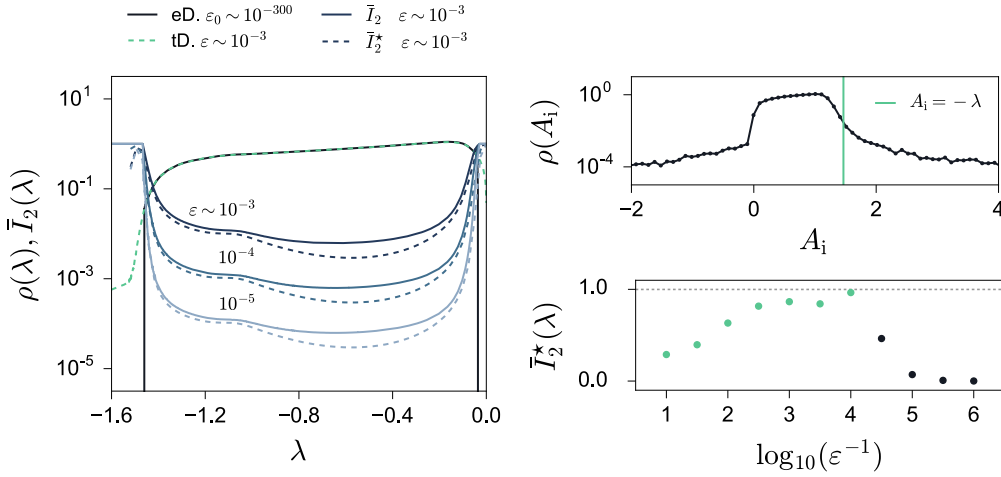 eD. ε₀ ∼ 10⁻³⁰⁰
tD. ε ∼ 10⁻³
Ī₂ ε ∼ 10⁻³
Ī₂⋆ ε ∼ 10⁻³
ρ(λ), Ī₂(λ)
10¹
10⁻¹
10⁻³
10⁻⁵
ε ∼ 10⁻³
10⁻⁴
10⁻⁵
−1.6 −1.2 −0.8 −0.4 0.0
λ
ρ(Aᵢ)
10⁰
10⁻⁴
Aᵢ = − λ
−2 0 2 4
Aᵢ
Ī₂⋆(λ)
1.0
0.0
1 2 3 4 5 6
log₁₀(ε⁻¹)